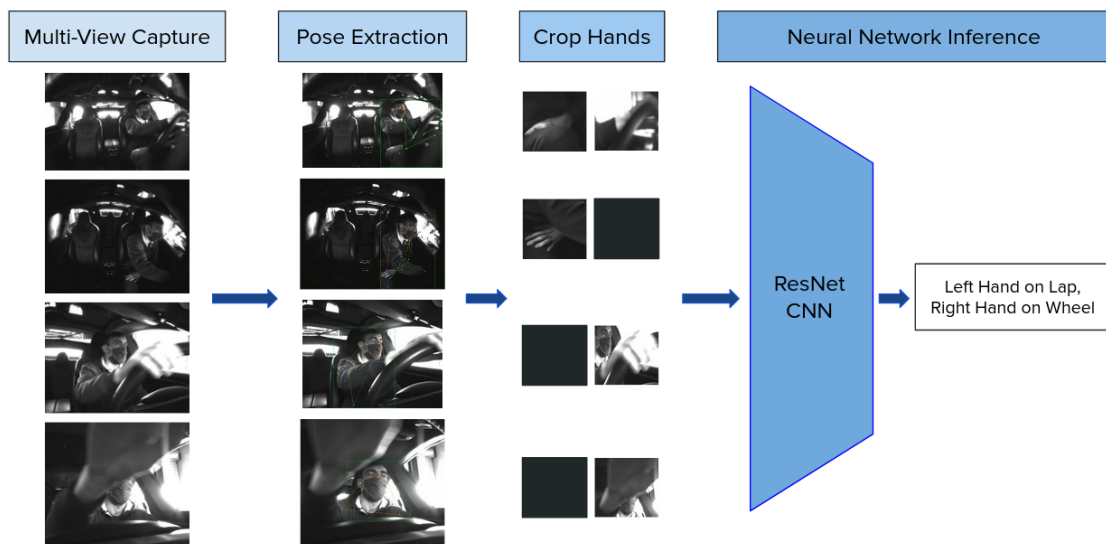 Multi-View Capture
Pose Extraction
Crop Hands
Neural Network Inference
ResNet
CNN
Left Hand on Lap,
Right Hand on Wheel